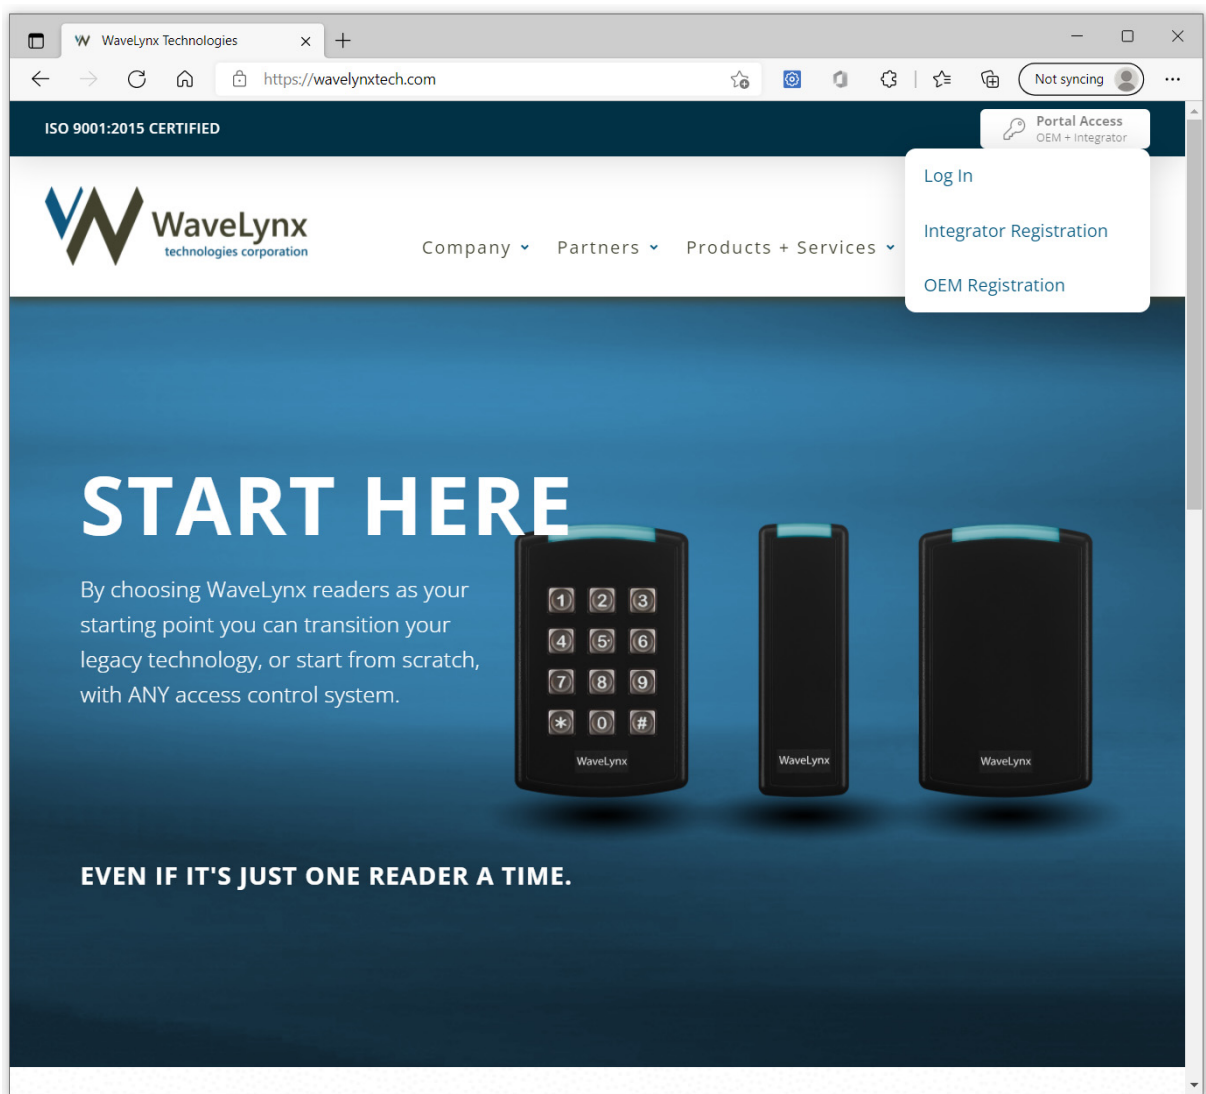 WaveLynx Technologies
https://wavelynxtech.com
Not syncing
ISO 9001:2015 CERTIFIED
Portal Access
OEM + Integrator
Log In
Integrator Registration
OEM Registration
WaveLynx
technologies corporation
Company
Partners
Products + Services
START HERE
By choosing WaveLynx readers as your
starting point you can transition your
legacy technology, or start from scratch,
with ANY access control system.
1 2 3
4 5 6
7 8 9
* 0 #
WaveLynx
WaveLynx
WaveLynx
EVEN IF IT'S JUST ONE READER A TIME.